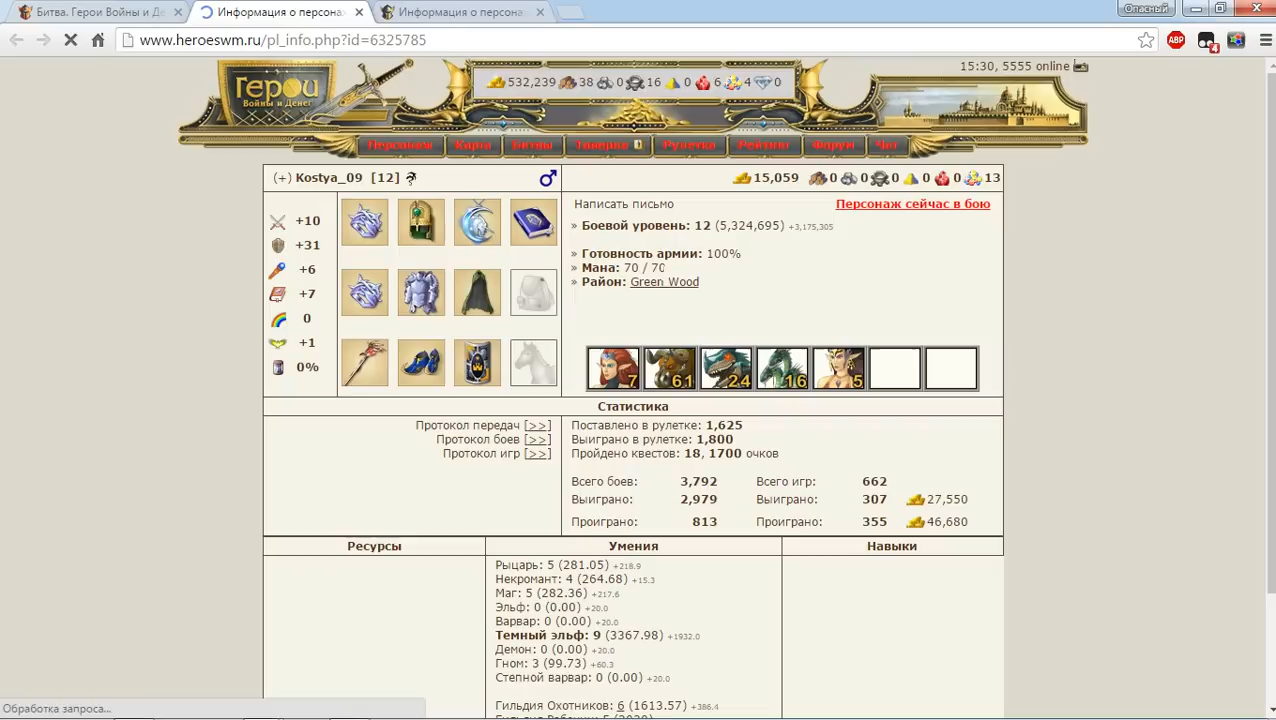 Битва. Герои Войны и Де
Информация о персона
Информация о персона
Опасный
www.heroeswm.ru/pl_info.php?id=6325785
ABP
4
15:30, 5555 online
Герои
Войны и Денег
532,239 38 0 16 0 6 4 0
Персонаж Карта Битвы Таверна Рулетка Рейтинг Форум Чат
(+) Kostya_09 [12]
15,059 0 0 0 0 0 13
+10
+31
+6
+7
0
+1
0%
Написать письмо
Персонаж сейчас в бою
» Боевой уровень: 12 (5,324,695) +3,175,305
» Готовность армии: 100%
» Мана: 70 / 70
» Район: Green Wood
7 61 24 16 5
Статистика
Протокол передач [>>]
Протокол боев [>>]
Протокол игр [>>]
Поставлено в рулетке: 1,625
Выиграно в рулетке: 1,800
Пройдено квестов: 18, 1700 очков
Всего боев: 3,792 Всего игр: 662
Выиграно: 2,979 Выиграно: 307 27,550
Проиграно: 813 Проиграно: 355 46,680
Ресурсы Умения Навыки
Рыцарь: 5 (281.05) +218.9
Некромант: 4 (264.68) +15.3
Маг: 5 (282.36) +217.6
Эльф: 0 (0.00) +20.0
Варвар: 0 (0.00) +20.0
Темный эльф: 9 (3367.98) +1932.0
Демон: 0 (0.00) +20.0
Гном: 3 (99.73) +60.3
Степной варвар: 0 (0.00) +20.0
Гильдия Охотников: 6 (1613.57) +386.4
Обработка запроса...